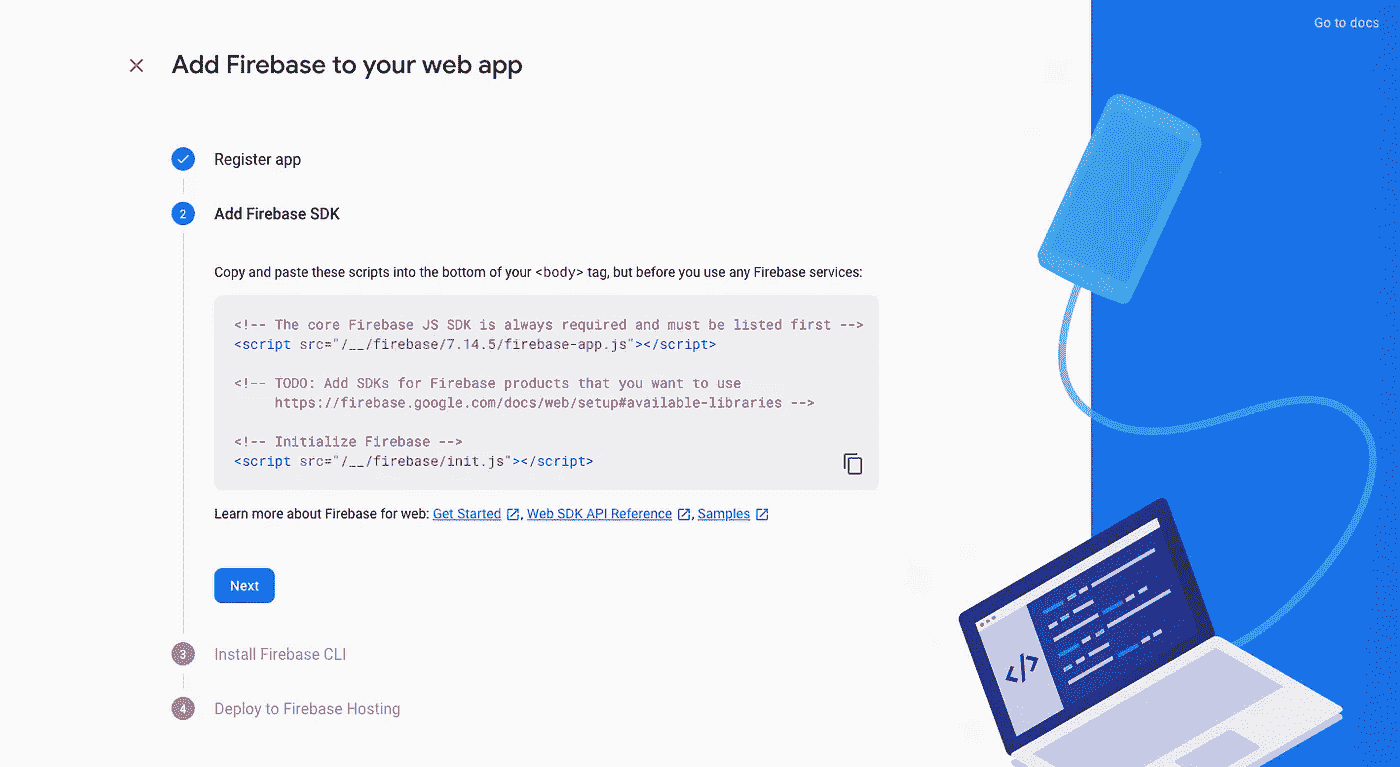 Go to docs
Add Firebase to your web app
Register app
2 Add Firebase SDK
Copy and paste these scripts into the bottom of your <body> tag, but before you use any Firebase services:
<!-- The core Firebase JS SDK is always required and must be listed first -->
<script src="/__/firebase/7.14.5/firebase-app.js"></script>
<!-- TODO: Add SDKs for Firebase products that you want to use
https://firebase.google.com/docs/web/setup#available-libraries -->
<!-- Initialize Firebase -->
<script src="/__/firebase/init.js"></script>
Learn more about Firebase for web: Get Started, Web SDK API Reference, Samples
Next
3 Install Firebase CLI
4 Deploy to Firebase Hosting
</>